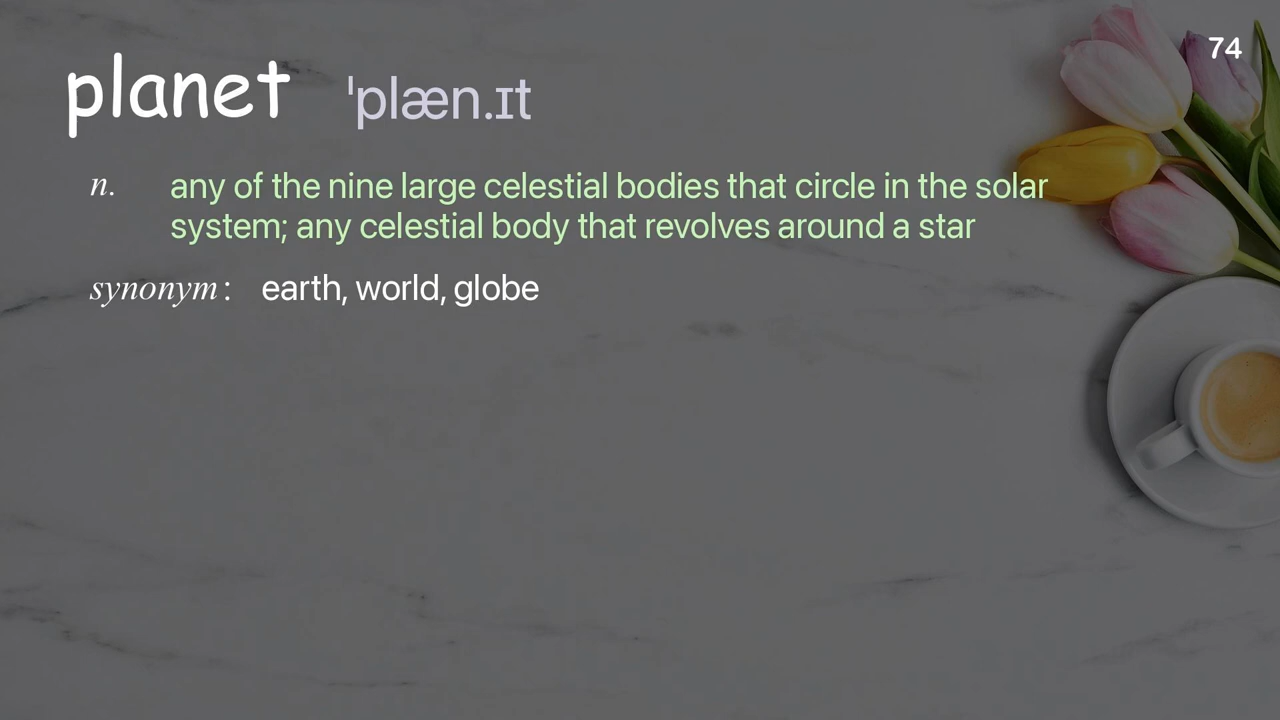 74
planet ˈplæn.ɪt
n. any of the nine large celestial bodies that circle in the solar
system; any celestial body that revolves around a star
synonym : earth, world, globe